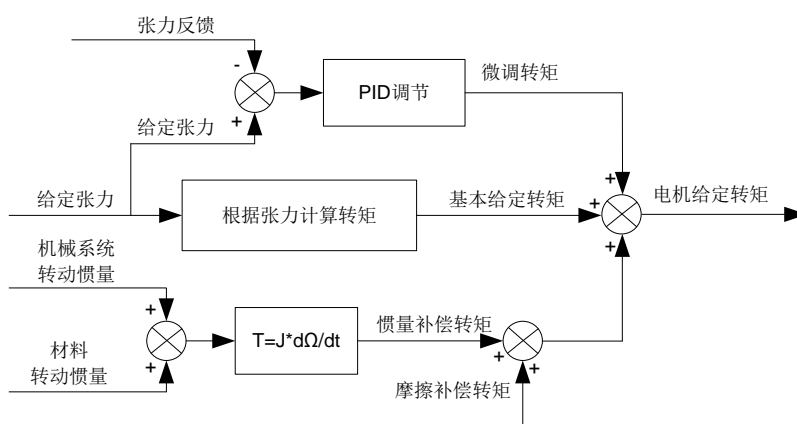 张力反馈
-
PID调节
微调转矩
+
给定张力
+
给定张力
根据张力计算转矩
基本给定转矩
+
电机给定转矩
+
机械系统
转动惯量
+
T=J*dΩ/dt
惯量补偿转矩
+
材料
转动惯量
+
+
摩擦补偿转矩